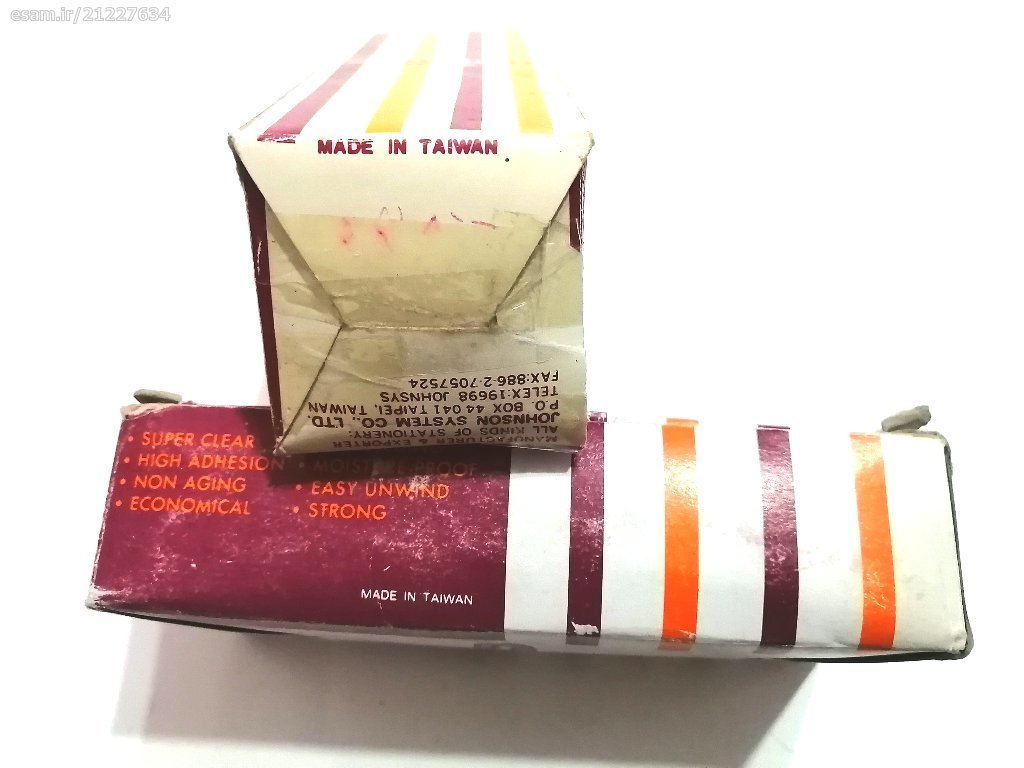 esam.ir/21227634
MADE IN TAIWAN
MANUFACTURER & EXPORTER
ALL KINDS OF STATIONERY:
JOHNSON SYSTEM CO., LTD.
P.O. BOX 44 041 TAIPEI, TAIWAN
TELEX:19698 JOHNSYS
FAX:886-2-7057524
• SUPER CLEAR
• HIGH ADHESION
• NON AGING
• ECONOMICAL
• MOISTURE PROOF
• EASY UNWIND
• STRONG
MADE IN TAIWAN